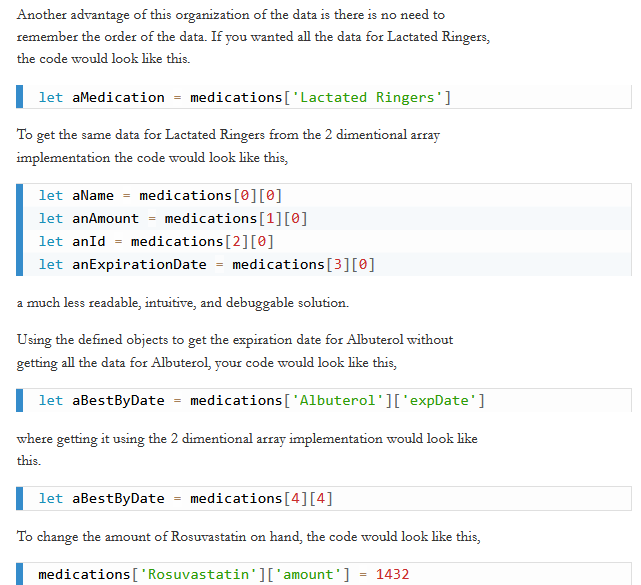 Another advantage of this organization of the data is there is no need to
remember the order of the data. If you wanted all the data for Lactated Ringers,
the code would look like this.
let aMedication = medications['Lactated Ringers']
To get the same data for Lactated Ringers from the 2 dimentional array
implementation the code would look like this,
let aName = medications[0][0]
let anAmount = medications[1][0]
let anId = medications[2][0]
let anExpirationDate = medications[3][0]
a much less readable, intuitive, and debuggable solution.
Using the defined objects to get the expiration date for Albuterol without
getting all the data for Albuterol, your code would look like this,
let aBestByDate = medications['Albuterol']['expDate']
where getting it using the 2 dimentional array implementation would look like
this.
let aBestByDate = medications[4][4]
To change the amount of Rosuvastatin on hand, the code would look like this,
medications['Rosuvastatin']['amount'] = 1432